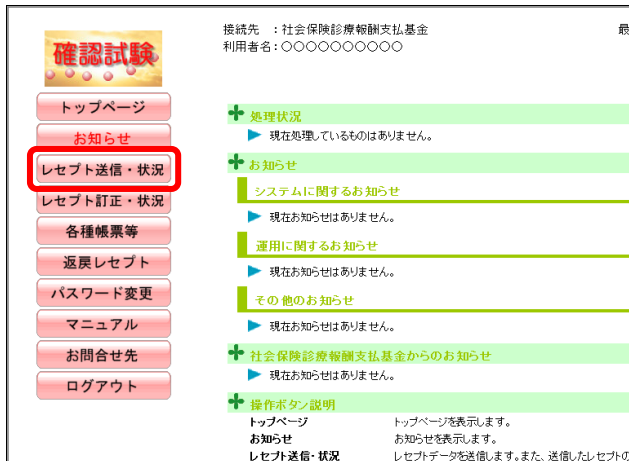 接続先　：社会保険診療報酬支払基金
最
利用者名：○○○○○○○○○○
確認試験
トップページ
お知らせ
レセプト送信・状況
レセプト訂正・状況
各種帳票等
返戻レセプト
パスワード変更
マニュアル
お問合せ先
ログアウト
処理状況
現在処理しているものはありません。
お知らせ
システムに関するお知らせ
現在お知らせはありません。
運用に関するお知らせ
現在お知らせはありません。
その他のお知らせ
現在お知らせはありません。
社会保険診療報酬支払基金からのお知らせ
現在お知らせはありません。
操作ボタン説明
トップページ　トップページを表示します。
お知らせ　お知らせを表示します。
レセプト送信・状況　レセプトデータを送信します。また、送信したレセプトの